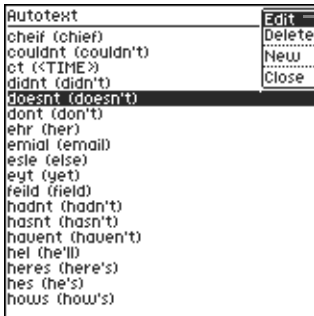 Autotext
cheif (chief)
couldnt (couldn't)
ct (<TIME>)
didnt (didn't)
doesnt (doesn't)
dont (don't)
ehr (her)
emial (email)
esle (else)
eyt (yet)
feild (field)
hadnt (hadn't)
hasnt (hasn't)
havent (haven't)
hel (he'll)
heres (here's)
hes (he's)
hows (how's)
Edit
Delete
New
Close